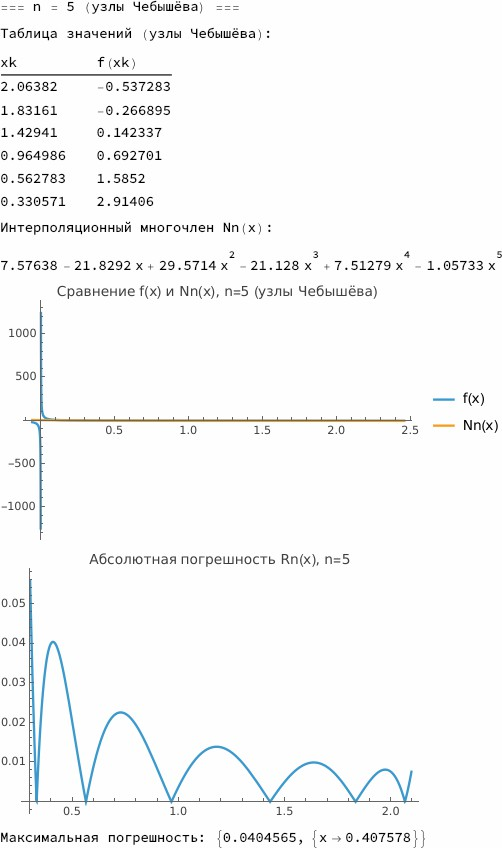 === n = 5 (узлы Чебышёва) ===
Таблица значений (узлы Чебышёва):
xk f(xk)
2.06382 -0.537283
1.83161 -0.266895
1.42941 0.142337
0.964986 0.692701
0.562783 1.5852
0.330571 2.91406
Интерполяционный многочлен Nn(x):
7.57638 - 21.8292 x + 29.5714 x^2 - 21.128 x^3 + 7.51279 x^4 - 1.05733 x^5
Сравнение f(x) и Nn(x), n=5 (узлы Чебышёва)
1000
500
0.5 1.0 1.5 2.0 2.5
-500
-1000
f(x)
Nn(x)
Абсолютная погрешность Rn(x), n=5
0.05
0.04
0.03
0.02
0.01
0.5 1.0 1.5 2.0
Максимальная погрешность: {0.0404565, {x → 0.407578}}